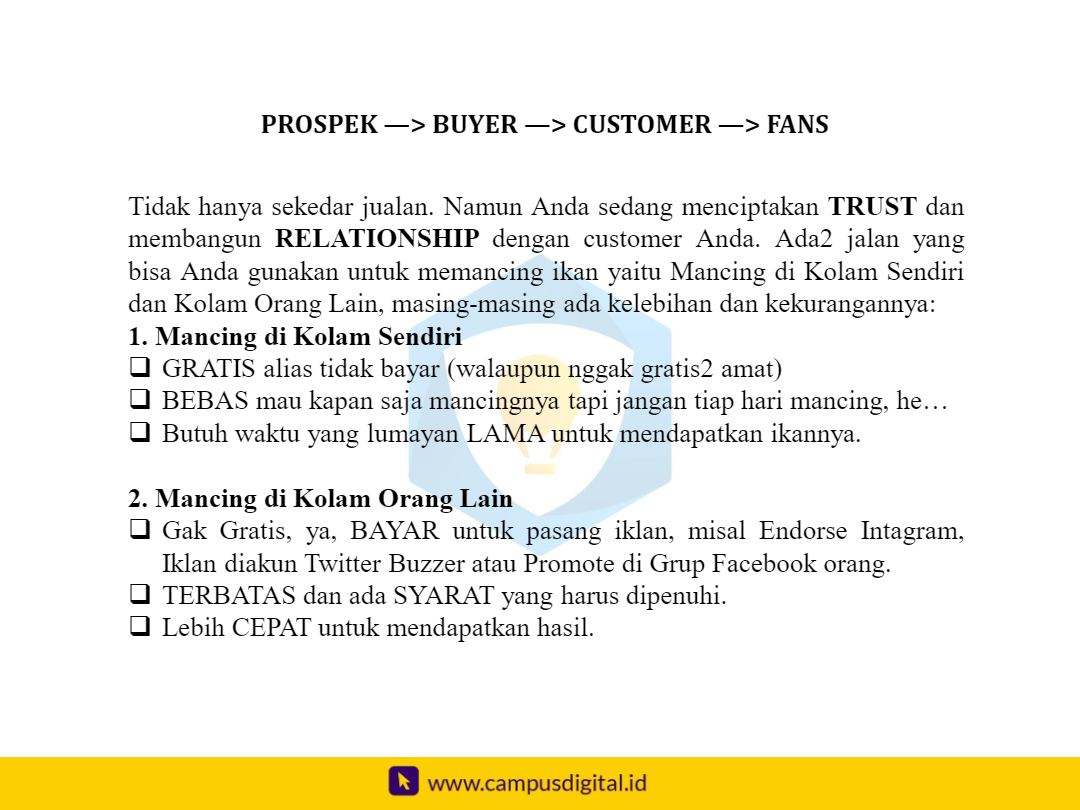 PROSPEK —> BUYER —> CUSTOMER —> FANS
Tidak hanya sekedar jualan. Namun Anda sedang menciptakan TRUST dan
membangun RELATIONSHIP dengan customer Anda. Ada2 jalan yang
bisa Anda gunakan untuk memancing ikan yaitu Mancing di Kolam Sendiri
dan Kolam Orang Lain, masing-masing ada kelebihan dan kekurangannya:
1. Mancing di Kolam Sendiri
❑ GRATIS alias tidak bayar (walaupun nggak gratis2 amat)
❑ BEBAS mau kapan saja mancingnya tapi jangan tiap hari mancing, he…
❑ Butuh waktu yang lumayan LAMA untuk mendapatkan ikannya.
2. Mancing di Kolam Orang Lain
❑ Gak Gratis, ya, BAYAR untuk pasang iklan, misal Endorse Intagram,
Iklan diakun Twitter Buzzer atau Promote di Grup Facebook orang.
❑ TERBATAS dan ada SYARAT yang harus dipenuhi.
❑ Lebih CEPAT untuk mendapatkan hasil.
www.campusdigital.id